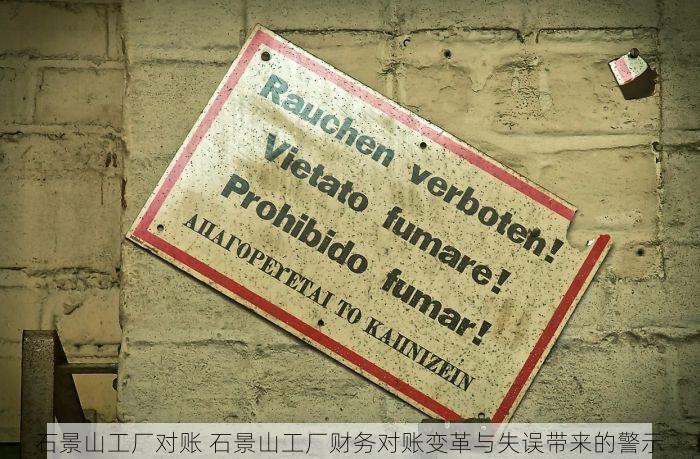 Rauchen verboten!
Vietato fumare!
Prohibido fumar!
ΑΠΑΓΟΡΕΥΕΤΑΙ ΤΟ ΚΑΠΝΙΖΕΙΝ
石景山工厂对账 石景山工厂财务对账变革与失误带来的警示